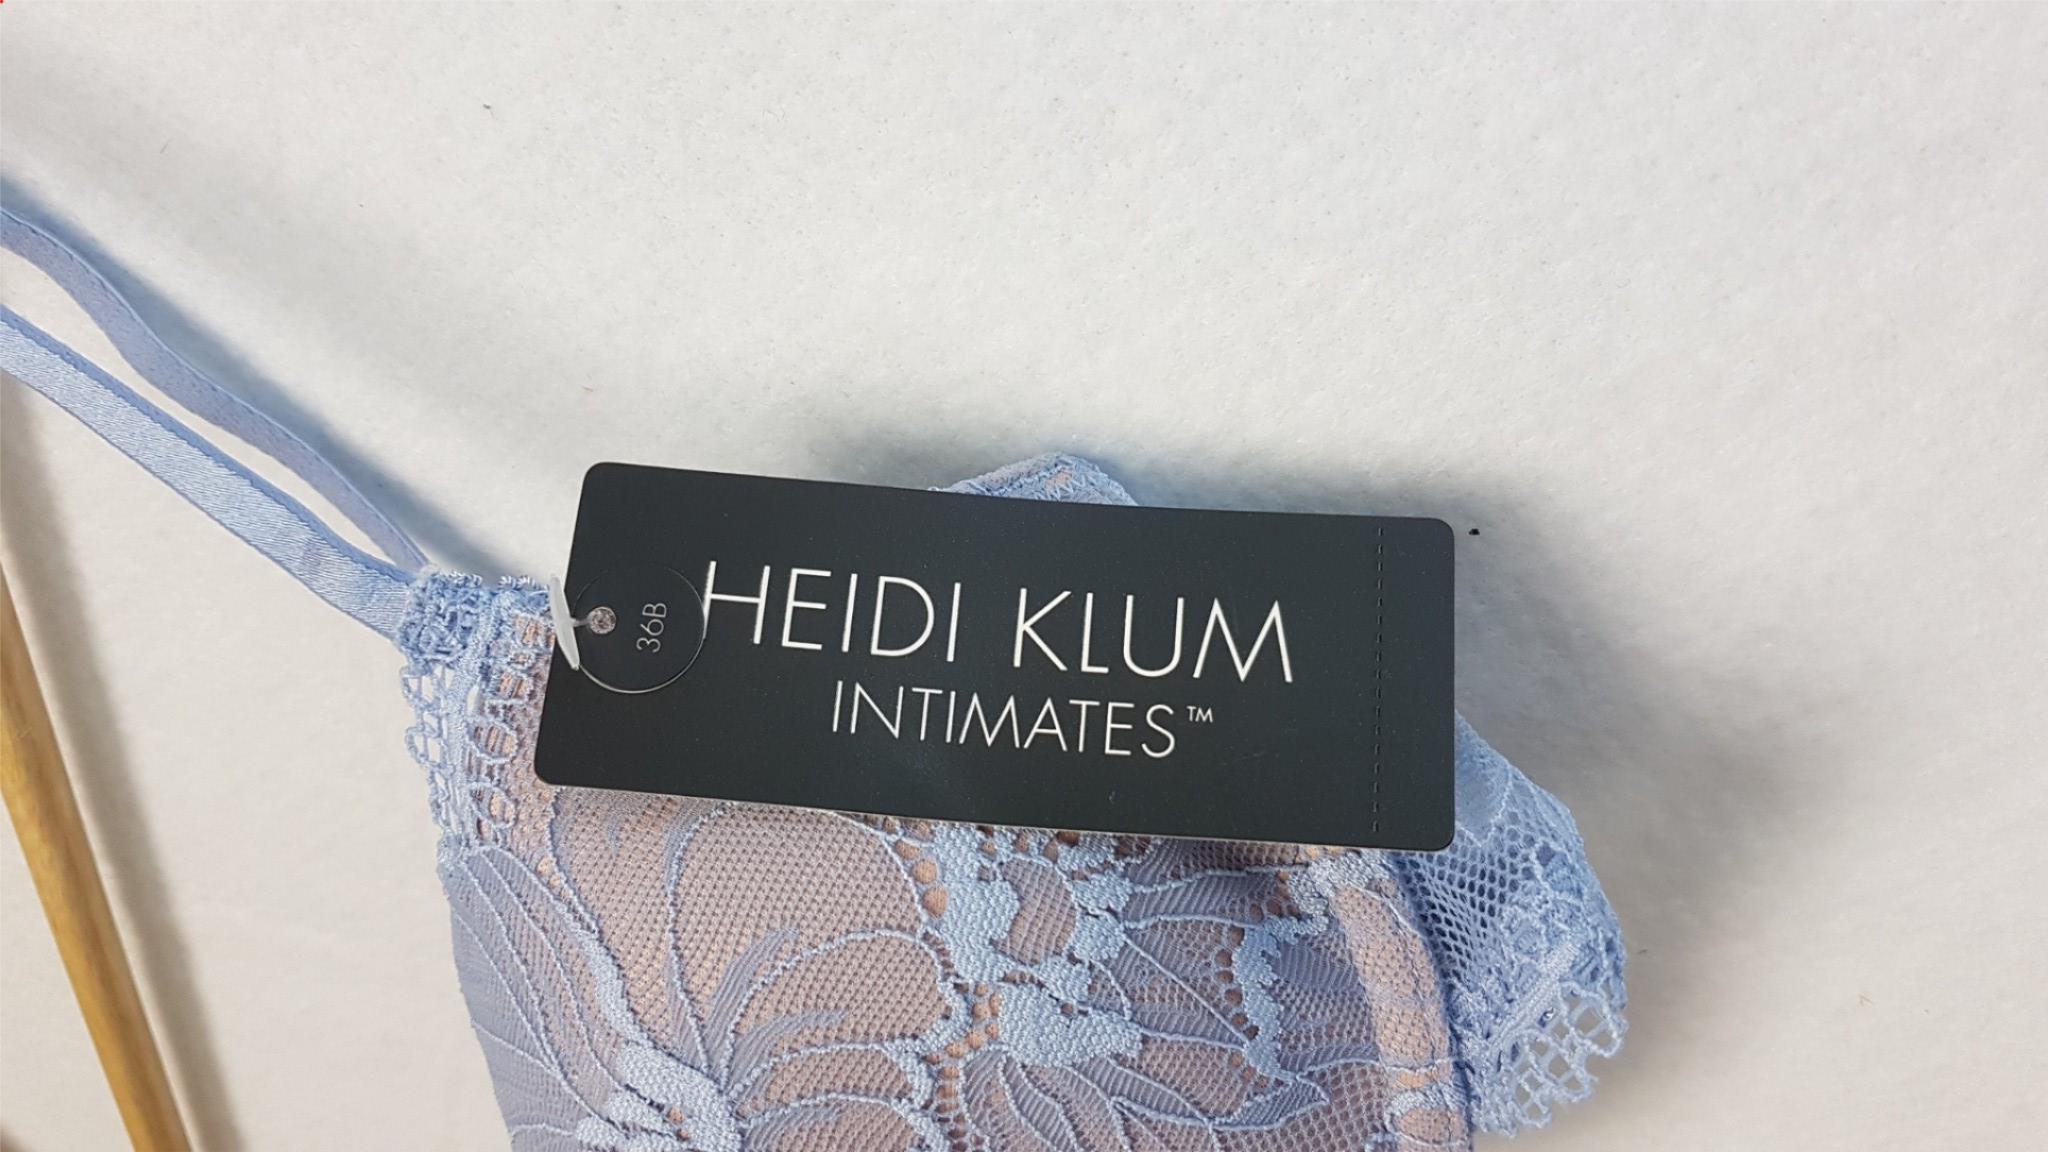 36B
HEIDI KLUM
INTIMATES™